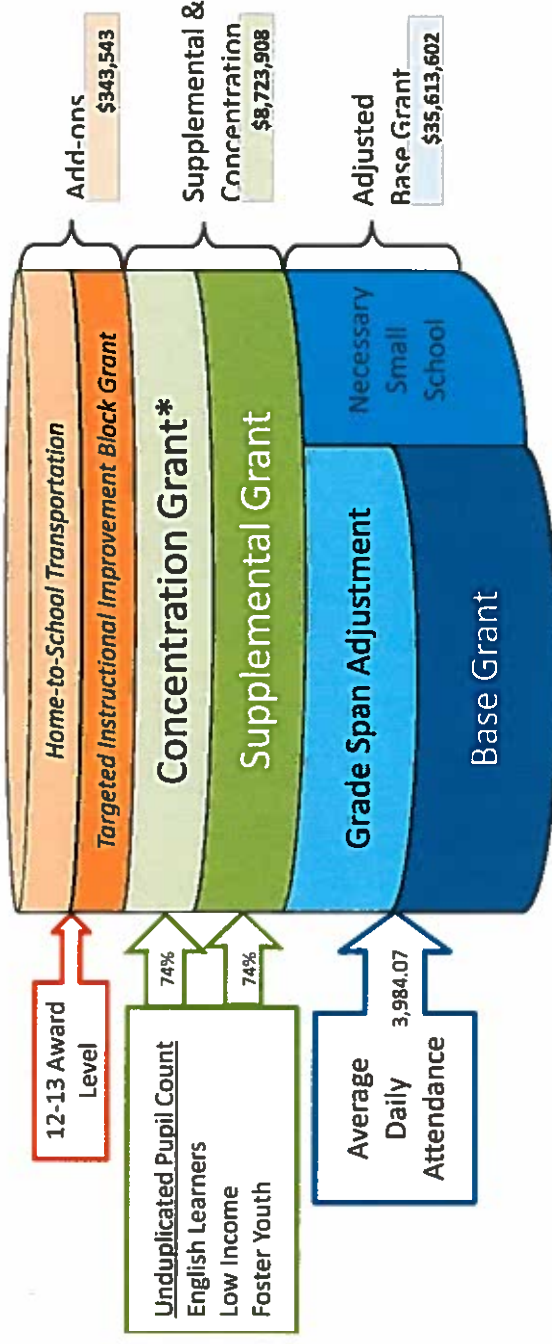 12-13 Award
Level
Unduplicated Pupil Count
English Learners
Low Income
Foster Youth
74%
74%
Average
Daily
Attendance
3,984.07
Home-to-School Transportation
Targeted Instructional Improvement Block Grant
Concentration Grant*
Supplemental Grant
Grade Span Adjustment
Base Grant
Necessary
Small
School
Add-ons
$343,543
Supplemental &
Concentration
$8,723,908
Adjusted
Base Grant
$35,613,602